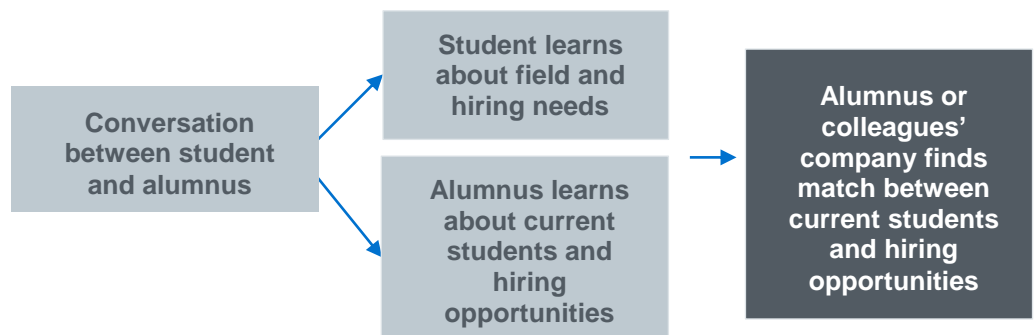 Conversation
between student
and alumnus
Student learns
about field and
hiring needs
Alumnus learns
about current
students and
hiring
opportunities
Alumnus or
colleagues’
company finds
match between
current students
and hiring
opportunities